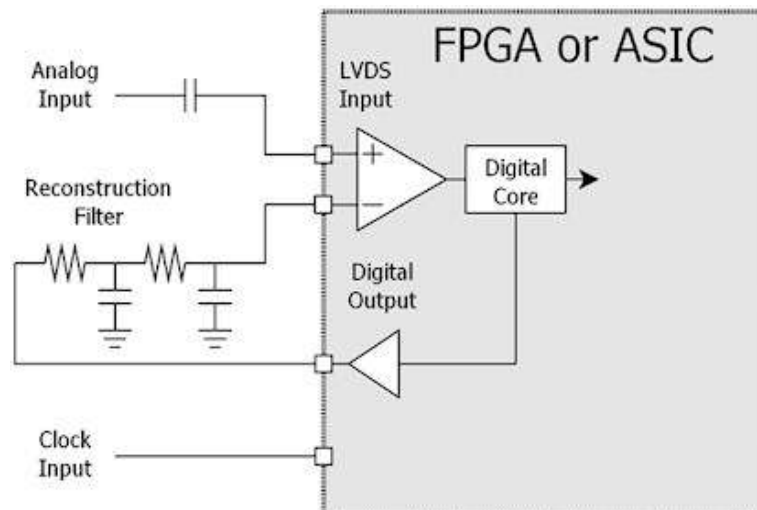 FPGA or ASIC
Analog
Input
LVDS
Input
+
Digital
Core
Reconstruction
Filter
−
Digital
Output
Clock
Input